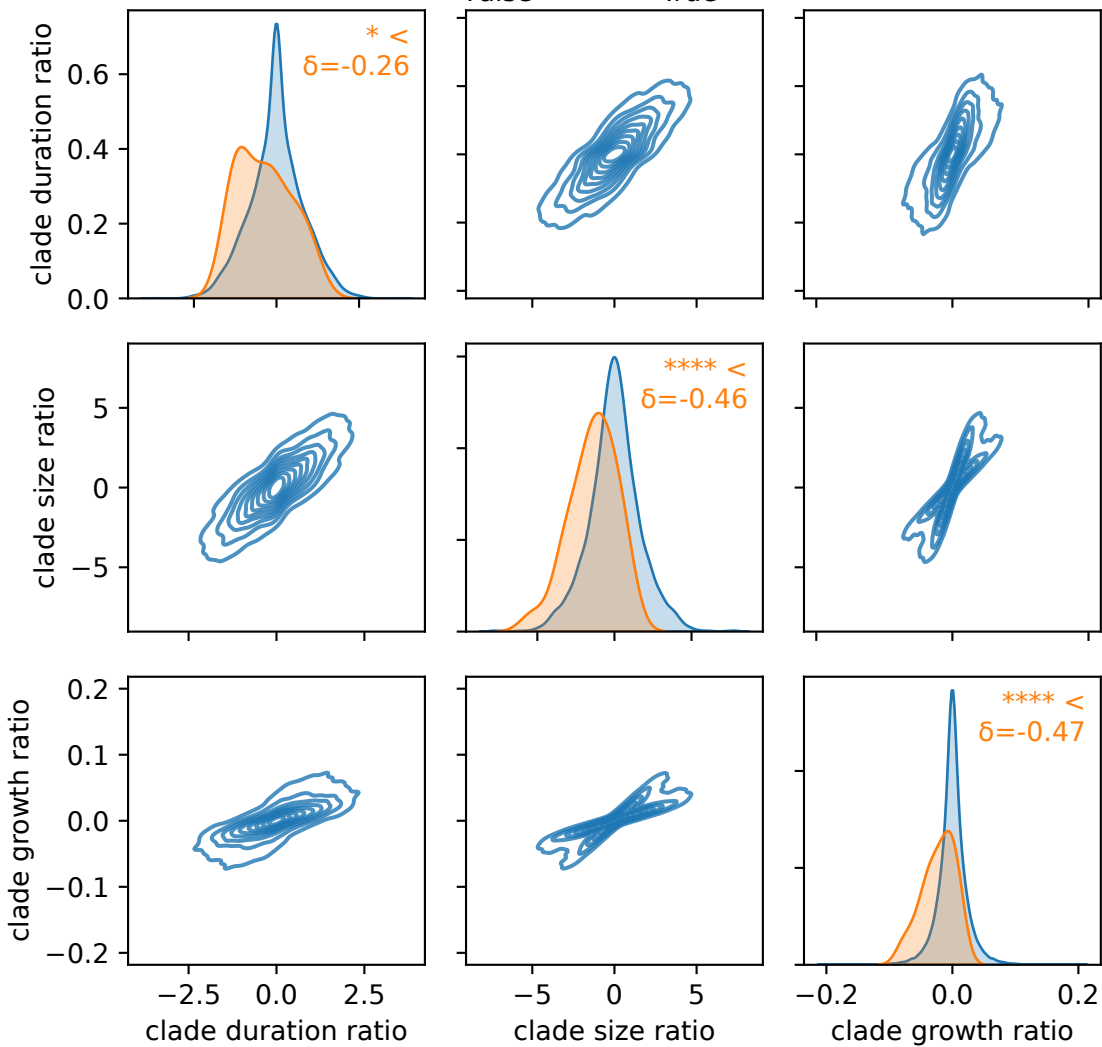 clade duration ratio
0.6
0.4
0.2
0.0
* <
δ=-0.26
clade size ratio
5
0
−5
**** <
δ=-0.46
clade growth ratio
0.2
0.1
0.0
−0.1
−0.2
**** <
δ=-0.47
−2.5 0.0 2.5
−5 0 5
−0.2 0.0 0.2
clade duration ratio
clade size ratio
clade growth ratio